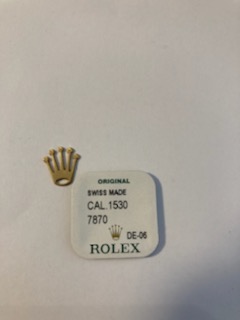 ORIGINAL
SWISS MADE
CAL.1530
7870
DE-06
ROLEX